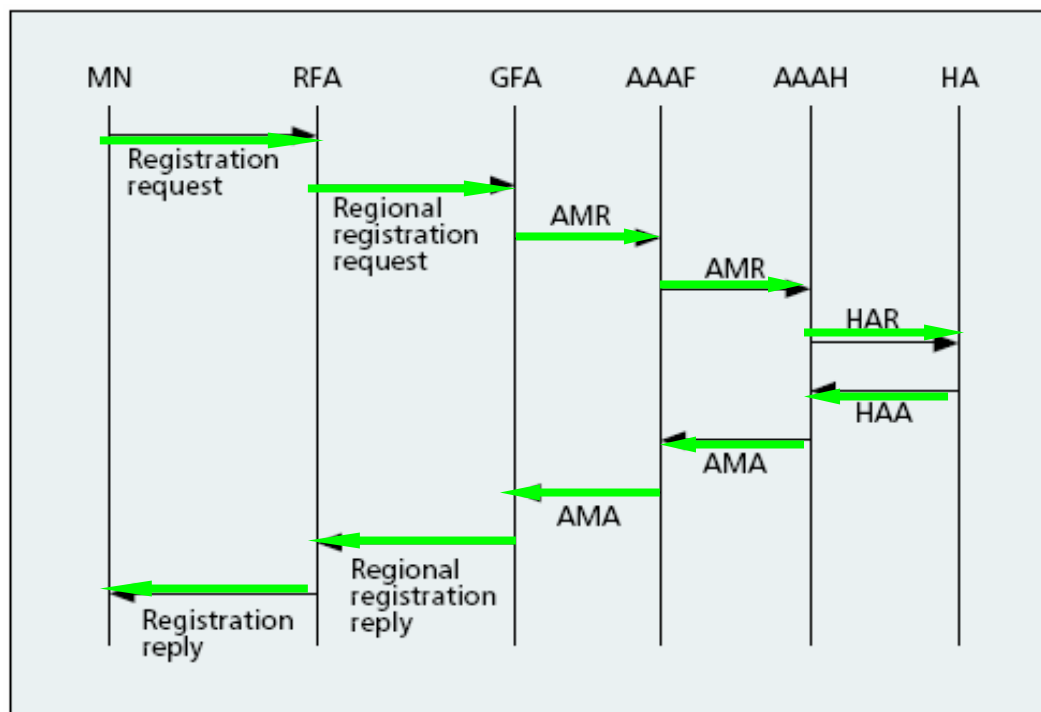 MN RFA GFA AAAF AAAH HA
Registration
request
Regional
registration
request
AMR
AMR
HAR
HAA
AMA
AMA
Regional
registration
reply
Registration
reply